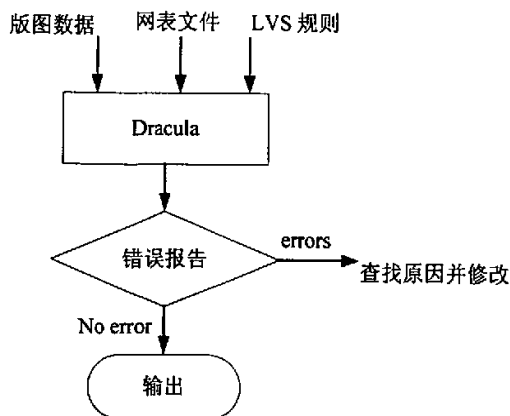 版图数据
网表文件
LVS 规则
Dracula
错误报告
errors
查找原因并修改
No error
输出